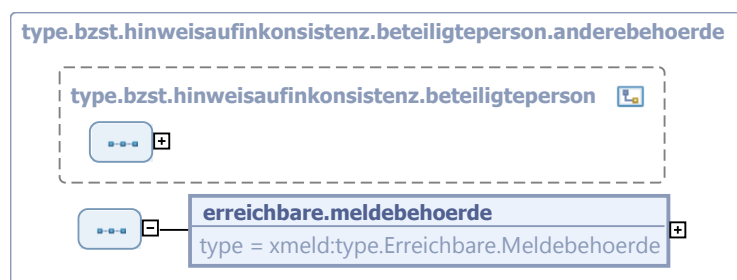 type.bzst.hinweisaufinkonsistenz.beteiligteperson.anderebehoerde
type.bzst.hinweisaufinkonsistenz.beteiligteperson
erreichbare.meldebehoerde
type = xmeld:type.Erreichbare.Meldebehoerde